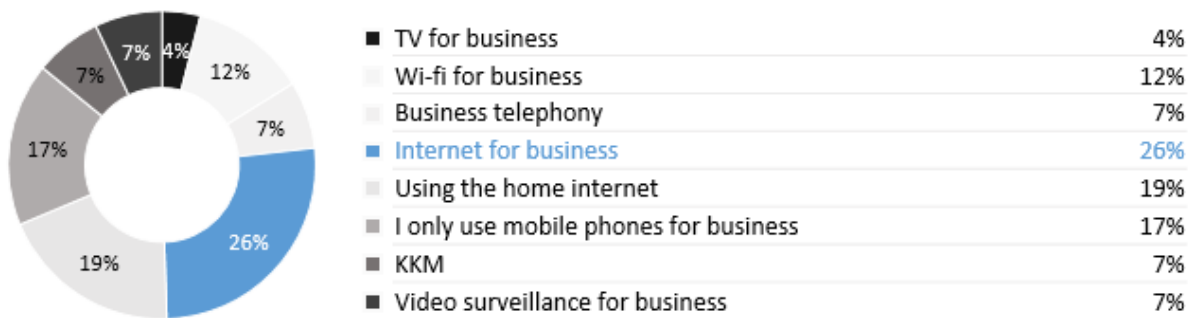 7% 4%
12%
7%
7%
17%
26%
19%
TV for business 4%
Wi-fi for business 12%
Business telephony 7%
Internet for business 26%
Using the home internet 19%
I only use mobile phones for business 17%
KKM 7%
Video surveillance for business 7%